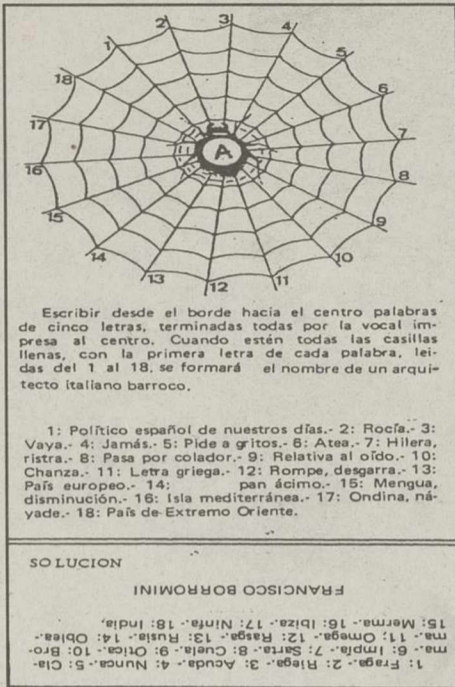 3
2
4
1
5
18
6
17
7
A
16
8
15
9
14
10
13
11
12
Escribir desde el borde hacia el centro palabras
de cinco letras, terminadas todas por la vocal im-
presa al centro. Cuando estén todas las casillas
llenas, con la primera letra de cada palabra, leí-
das del 1 al 18, se formará el nombre de un arqui-
tecto italiano barroco.
1: Político español de nuestros días.- 2: Rocía.- 3:
Vaya.- 4: Jamás.- 5: Pide a gritos.- 6: Atea.- 7: Hilera,
ristra.- 8: Pasa por colador.- 9: Relativa al oído.- 10:
Chanza.- 11: Letra griega.- 12: Rompe, desgarra.- 13:
País europeo.- 14: pan ácimo.- 15: Mengua,
disminución.- 16: Isla mediterránea.- 17: Ondina, ná-
yade.- 18: País de Extremo Oriente.
SOLUCION
1: Fraga.- 2: Riega.- 3: Acuda.- 4: Nunca.- 5: Cla-
ma.- 6: Impía.- 7: Sarta.- 8: Cuela.- 9: Otica.- 10: Bro-
ma.- 11; Omega.- 12: Rasga.- 13: Rusia.- 14: Oblea.-
15: Merma.- 16: Ibiza.- 17: Ninfa.- 18: India,
FRANCISCO BORROMINI